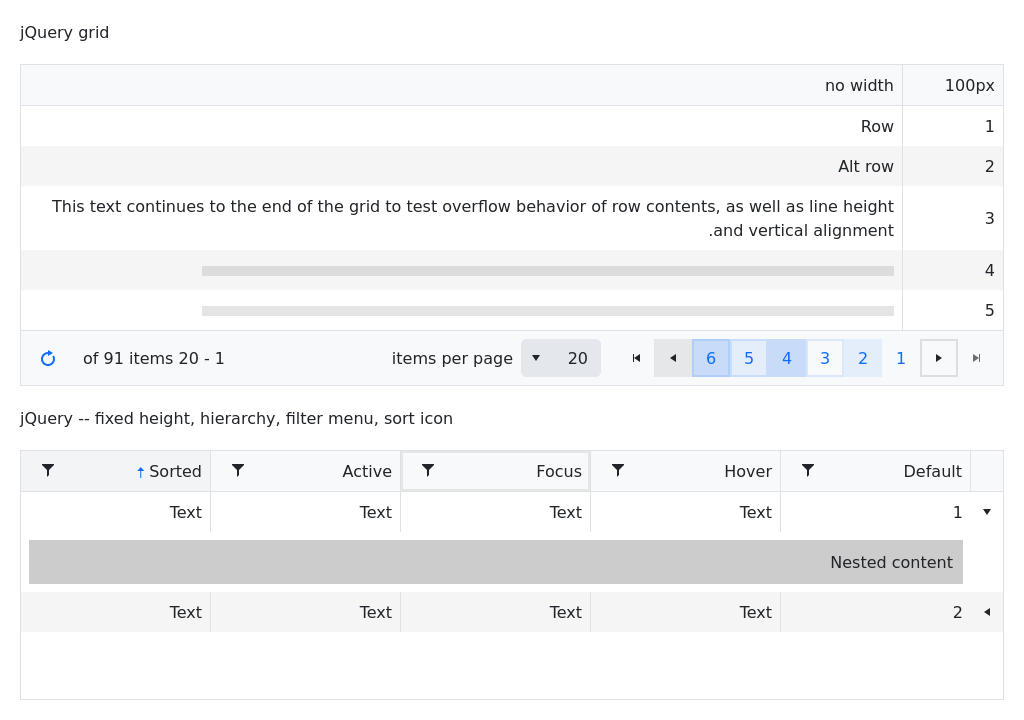 jQuery grid
no width 100px
Row 1
Alt row 2
This text continues to the end of the grid to test overflow behavior of row contents, as well as line height
.and vertical alignment
3
4
5
of 91 items 20 - 1 items per page 20 6 5 4 3 2 1
jQuery -- fixed height, hierarchy, filter menu, sort icon
Sorted Active Focus Hover Default
Text Text Text Text 1
Nested content
Text Text Text Text 2